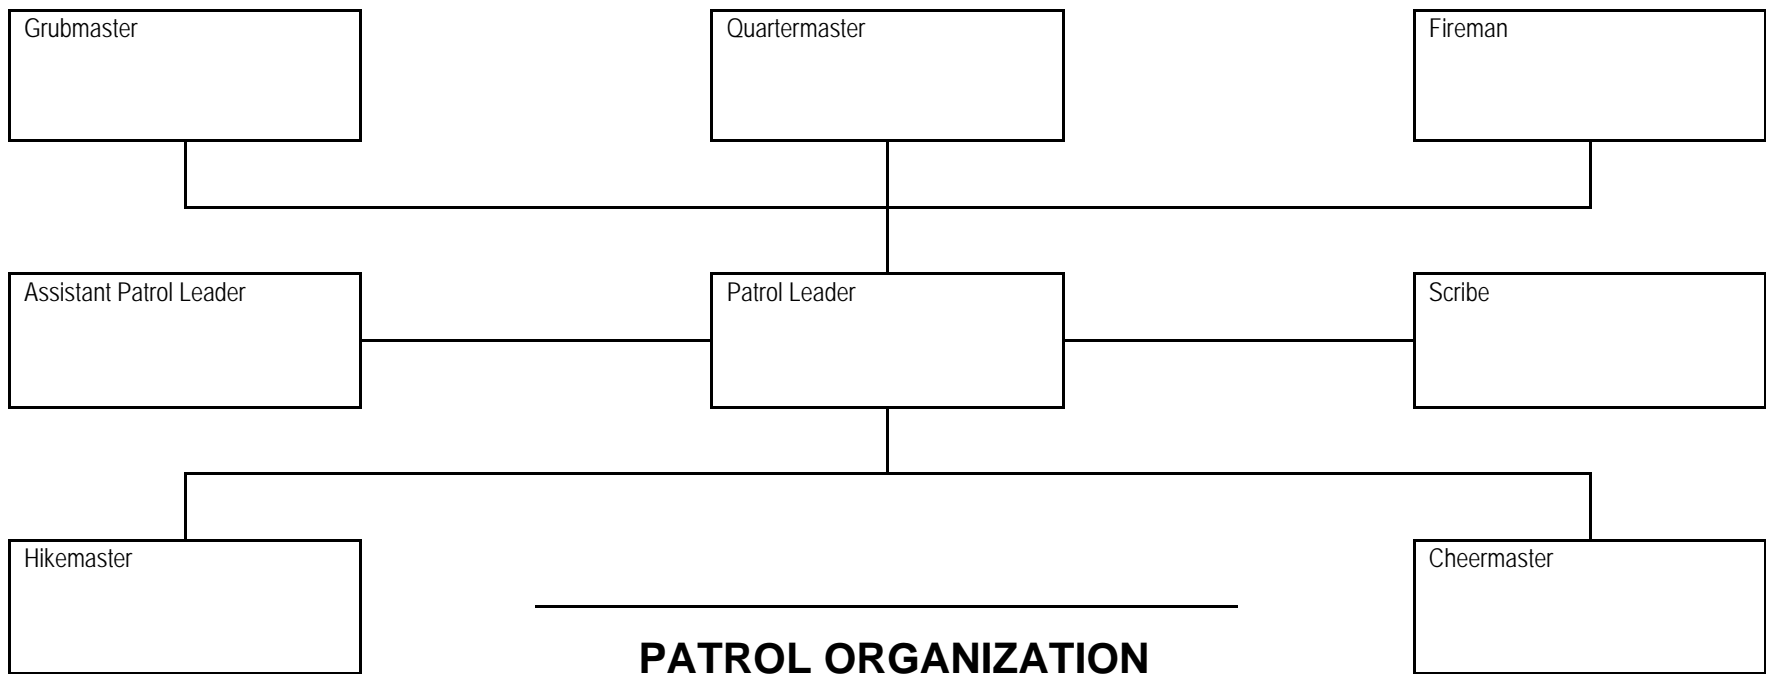 Grubmaster
Quartermaster
Fireman
Assistant Patrol Leader
Patrol Leader
Scribe
Hikemaster
Cheermaster
PATROL ORGANIZATION